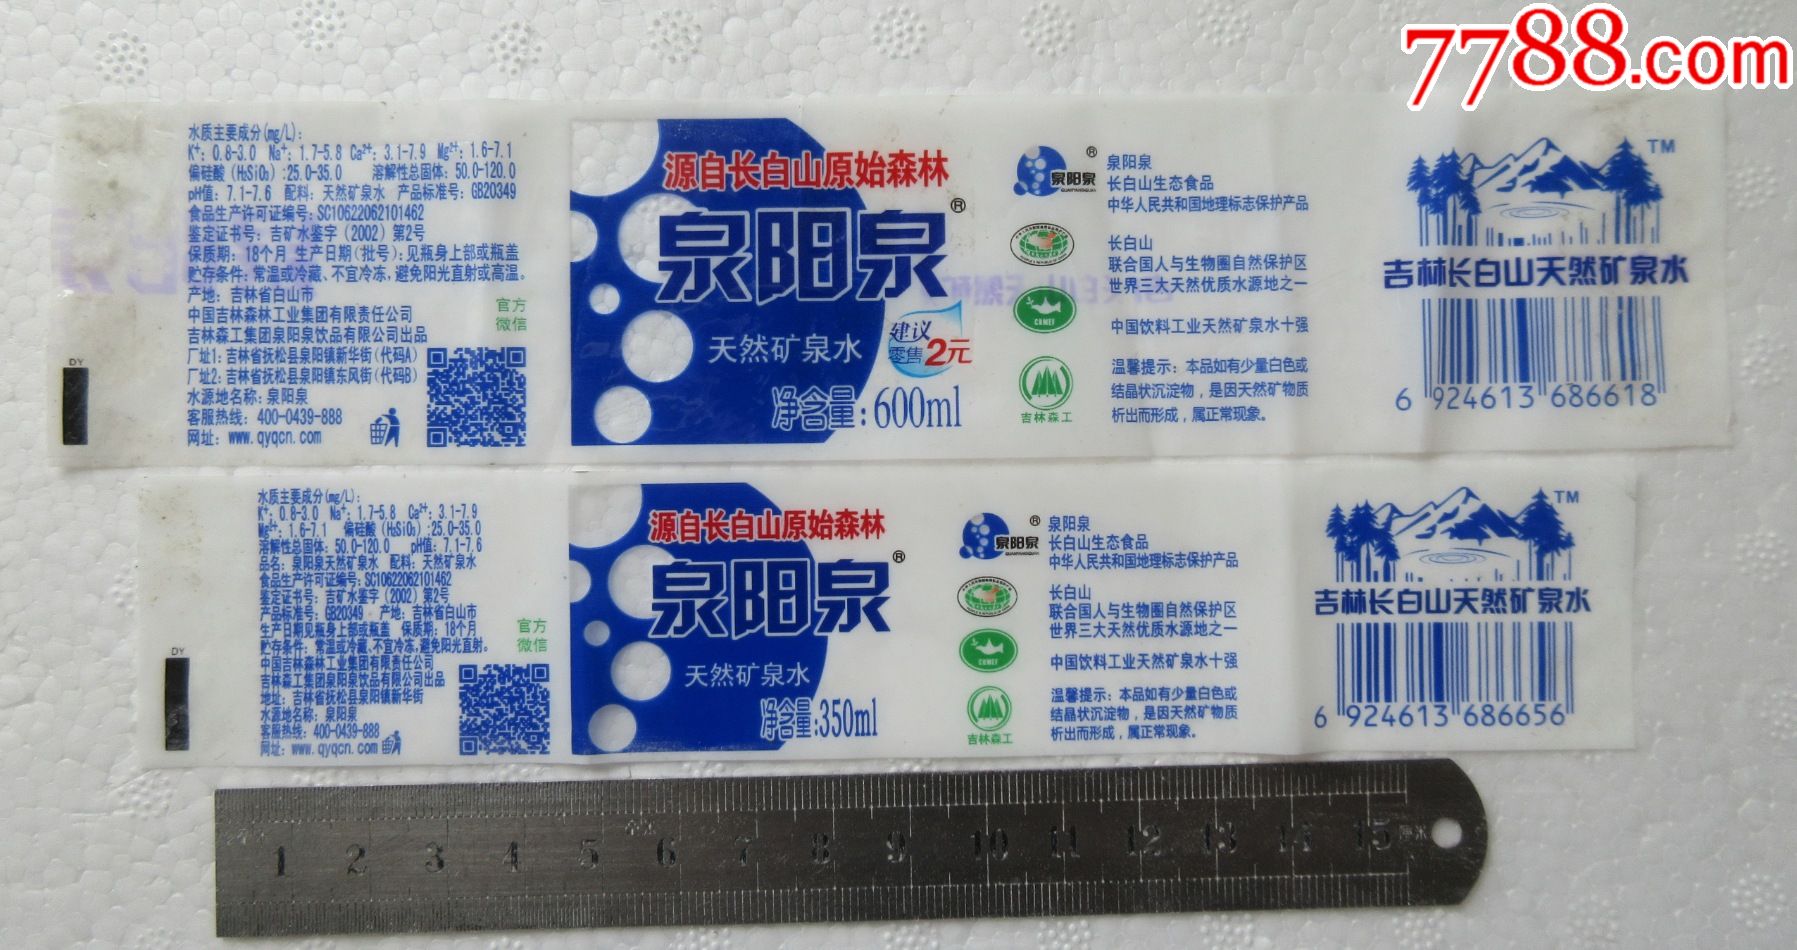 7788.com
水质主要成分(mg/L):
K⁺: 0.8-3.0 Na⁺: 1.7-5.8 Ca²⁺: 3.1-7.9 Mg²⁺: 1.6-7.1
偏硅酸 (H₂SiO₃) :25.0-35.0 溶解性总固体: 50.0-120.0
pH值: 7.1-7.6 配料: 天然矿泉水 产品标准号: GB20349
食品生产许可证编号: SC10622062101462
鉴定证书号: 吉矿水鉴字 (2002) 第2号
保质期: 18个月 生产日期(批号):见瓶身上部或瓶盖
贮存条件: 常温或冷藏、不宜冷冻,避免阳光直射或高温。
产地: 吉林省白山市
中国吉林森林工业集团有限责任公司
吉林森工集团泉阳泉饮品有限公司出品
厂址1: 吉林省抚松县泉阳镇新华街 (代码A)
厂址2: 吉林省抚松县泉阳镇东风街 (代码B)
水源地名称: 泉阳泉
客服热线: 400-0439-888
网址: www.qyqcn.com
官方
微信
DY
源自长白山原始森林
泉阳泉®
天然矿泉水
建议
零售2元
净含量: 600ml
泉阳泉®
QUANYANGQUAN
泉阳泉
长白山生态食品
中华人民共和国地理标志保护产品
长白山
联合国人与生物圈自然保护区
世界三大天然优质水源地之一
CBMEF
中国饮料工业天然矿泉水十强
吉林森工
温馨提示: 本品如有少量白色或
结晶状沉淀物，是因天然矿物质
析出而形成，属正常现象。
TM
吉林长白山天然矿泉水
6 924613 686618
水质主要成分(mg/L):
K⁺: 0.8-3.0 Na⁺: 1.7-5.8 Ca²⁺: 3.1-7.9
Mg²⁺: 1.6-7.1 偏硅酸 (H₂SiO₃) :25.0-35.0
溶解性总固体: 50.0-120.0 pH值: 7.1-7.6
品名: 泉阳泉天然矿泉水 配料: 天然矿泉水
食品生产许可证编号: SC10622062101462
鉴定证书号: 吉矿水鉴字 (2002) 第2号
产品标准号: GB20349 产地: 吉林省白山市
生产日期见瓶身上部或瓶盖 保质期: 18个月
贮存条件: 常温或冷藏、不宜冷冻,避免阳光直射。
中国吉林森林工业集团有限责任公司
吉林森工集团泉阳泉饮品有限公司出品
地址: 吉林省抚松县泉阳镇新华街
水源地名称: 泉阳泉
客服热线: 400-0439-888
网址: www.qyqcn.com
官方
微信
DY
源自长白山原始森林
泉阳泉®
天然矿泉水
净含量:350ml
泉阳泉®
QUANYANGQUAN
泉阳泉
长白山生态食品
中华人民共和国地理标志保护产品
长白山
联合国人与生物圈自然保护区
世界三大天然优质水源地之一
CBMEF
中国饮料工业天然矿泉水十强
吉林森工
温馨提示: 本品如有少量白色或
结晶状沉淀物，是因天然矿物质
析出而形成，属正常现象。
TM
吉林长白山天然矿泉水
6 924613 686656
1 2 3 4 5 6 7 8 9 10 11 12 13 14 15 厘米